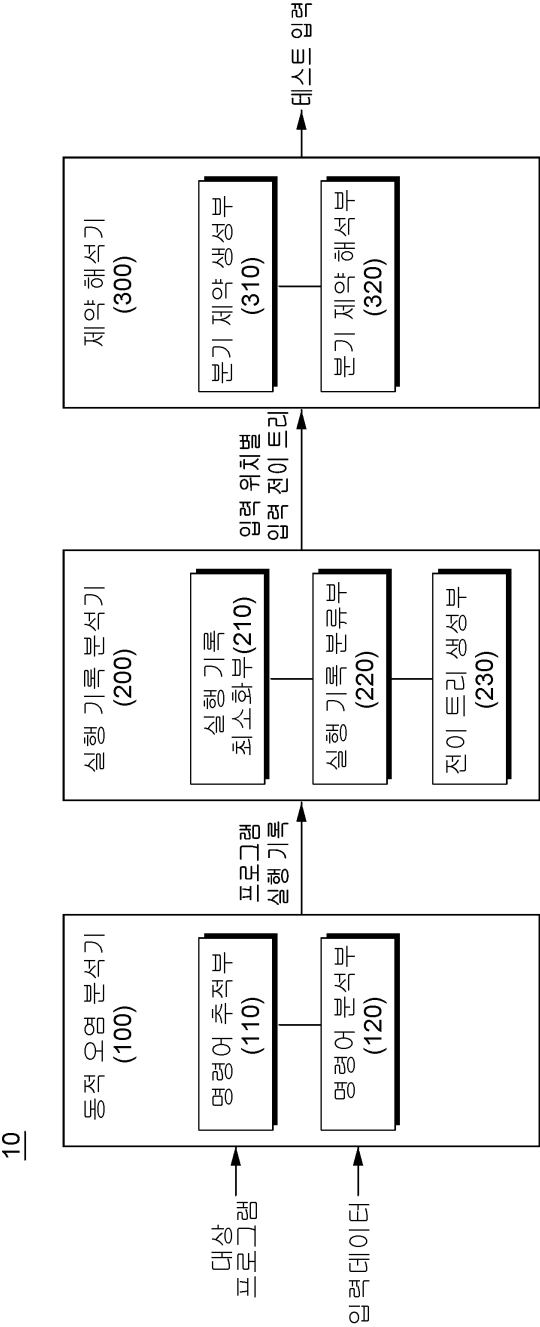 10
대상
프로그램
입력데이터
동적 오염 분석기
(100)
명령어 추적부
(110)
명령어 분석부
(120)
프로그램
실행 기록
실행 기록 분석기
(200)
실행 기록
최소화부(210)
실행 기록 분류부
(220)
전이 트리 생성부
(230)
입력 위치별
입력 전이 트리
제약 해석기
(300)
분기 제약 생성부
(310)
분기 제약 해석부
(320)
테스트 입력